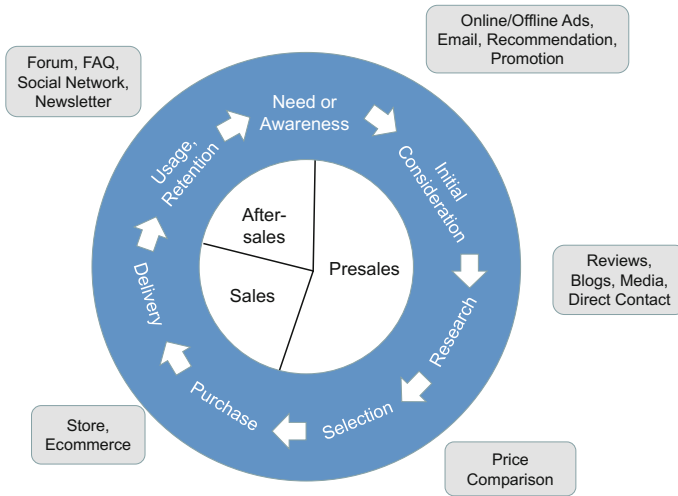 Online/Offline Ads,
Email, Recommendation,
Promotion
Forum, FAQ,
Social Network,
Newsletter
Need or
Awareness
Initial
Consideration
Usage,
Retention
After-
sales
Presales
Sales
Reviews,
Blogs, Media,
Direct Contact
Delivery
Research
Purchase
Selection
Store,
Ecommerce
Price
Comparison